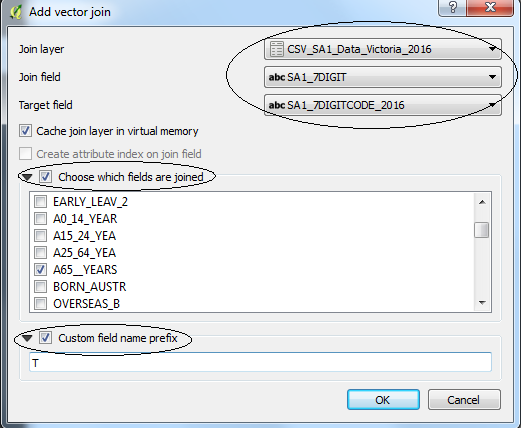 Add vector join
?
Join layer CSV_SA1_Data_Victoria_2016
Join field abc SA1_7DIGIT
Target field abc SA1_7DIGITCODE_2016
Cache join layer in virtual memory
Create attribute index on join field
Choose which fields are joined
EARLY_LEAV_2
A0_14_YEAR
A15_24_YEA
A25_64_YEA
A65__YEARS
BORN_AUSTR
OVERSEAS_B
Custom field name prefix
T
OK Cancel